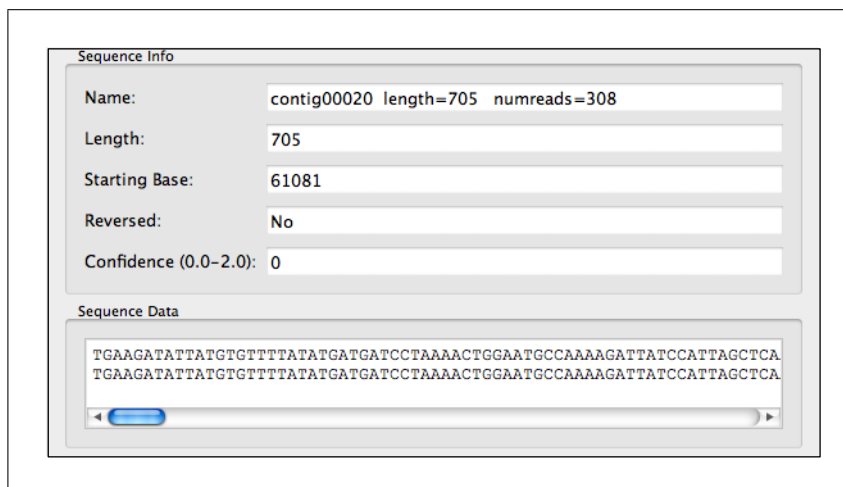 Sequence Info
Name: contig00020 length=705 numreads=308
Length: 705
Starting Base: 61081
Reversed: No
Confidence (0.0-2.0): 0
Sequence Data
TGAAGATATTATGTGTTTTATATGATGATCCTAAAACTGGAATGCCAAAAGATTATCCATTAGCTCA
TGAAGATATTATGTGTTTTATATGATGATCCTAAAACTGGAATGCCAAAAGATTATCCATTAGCTCA